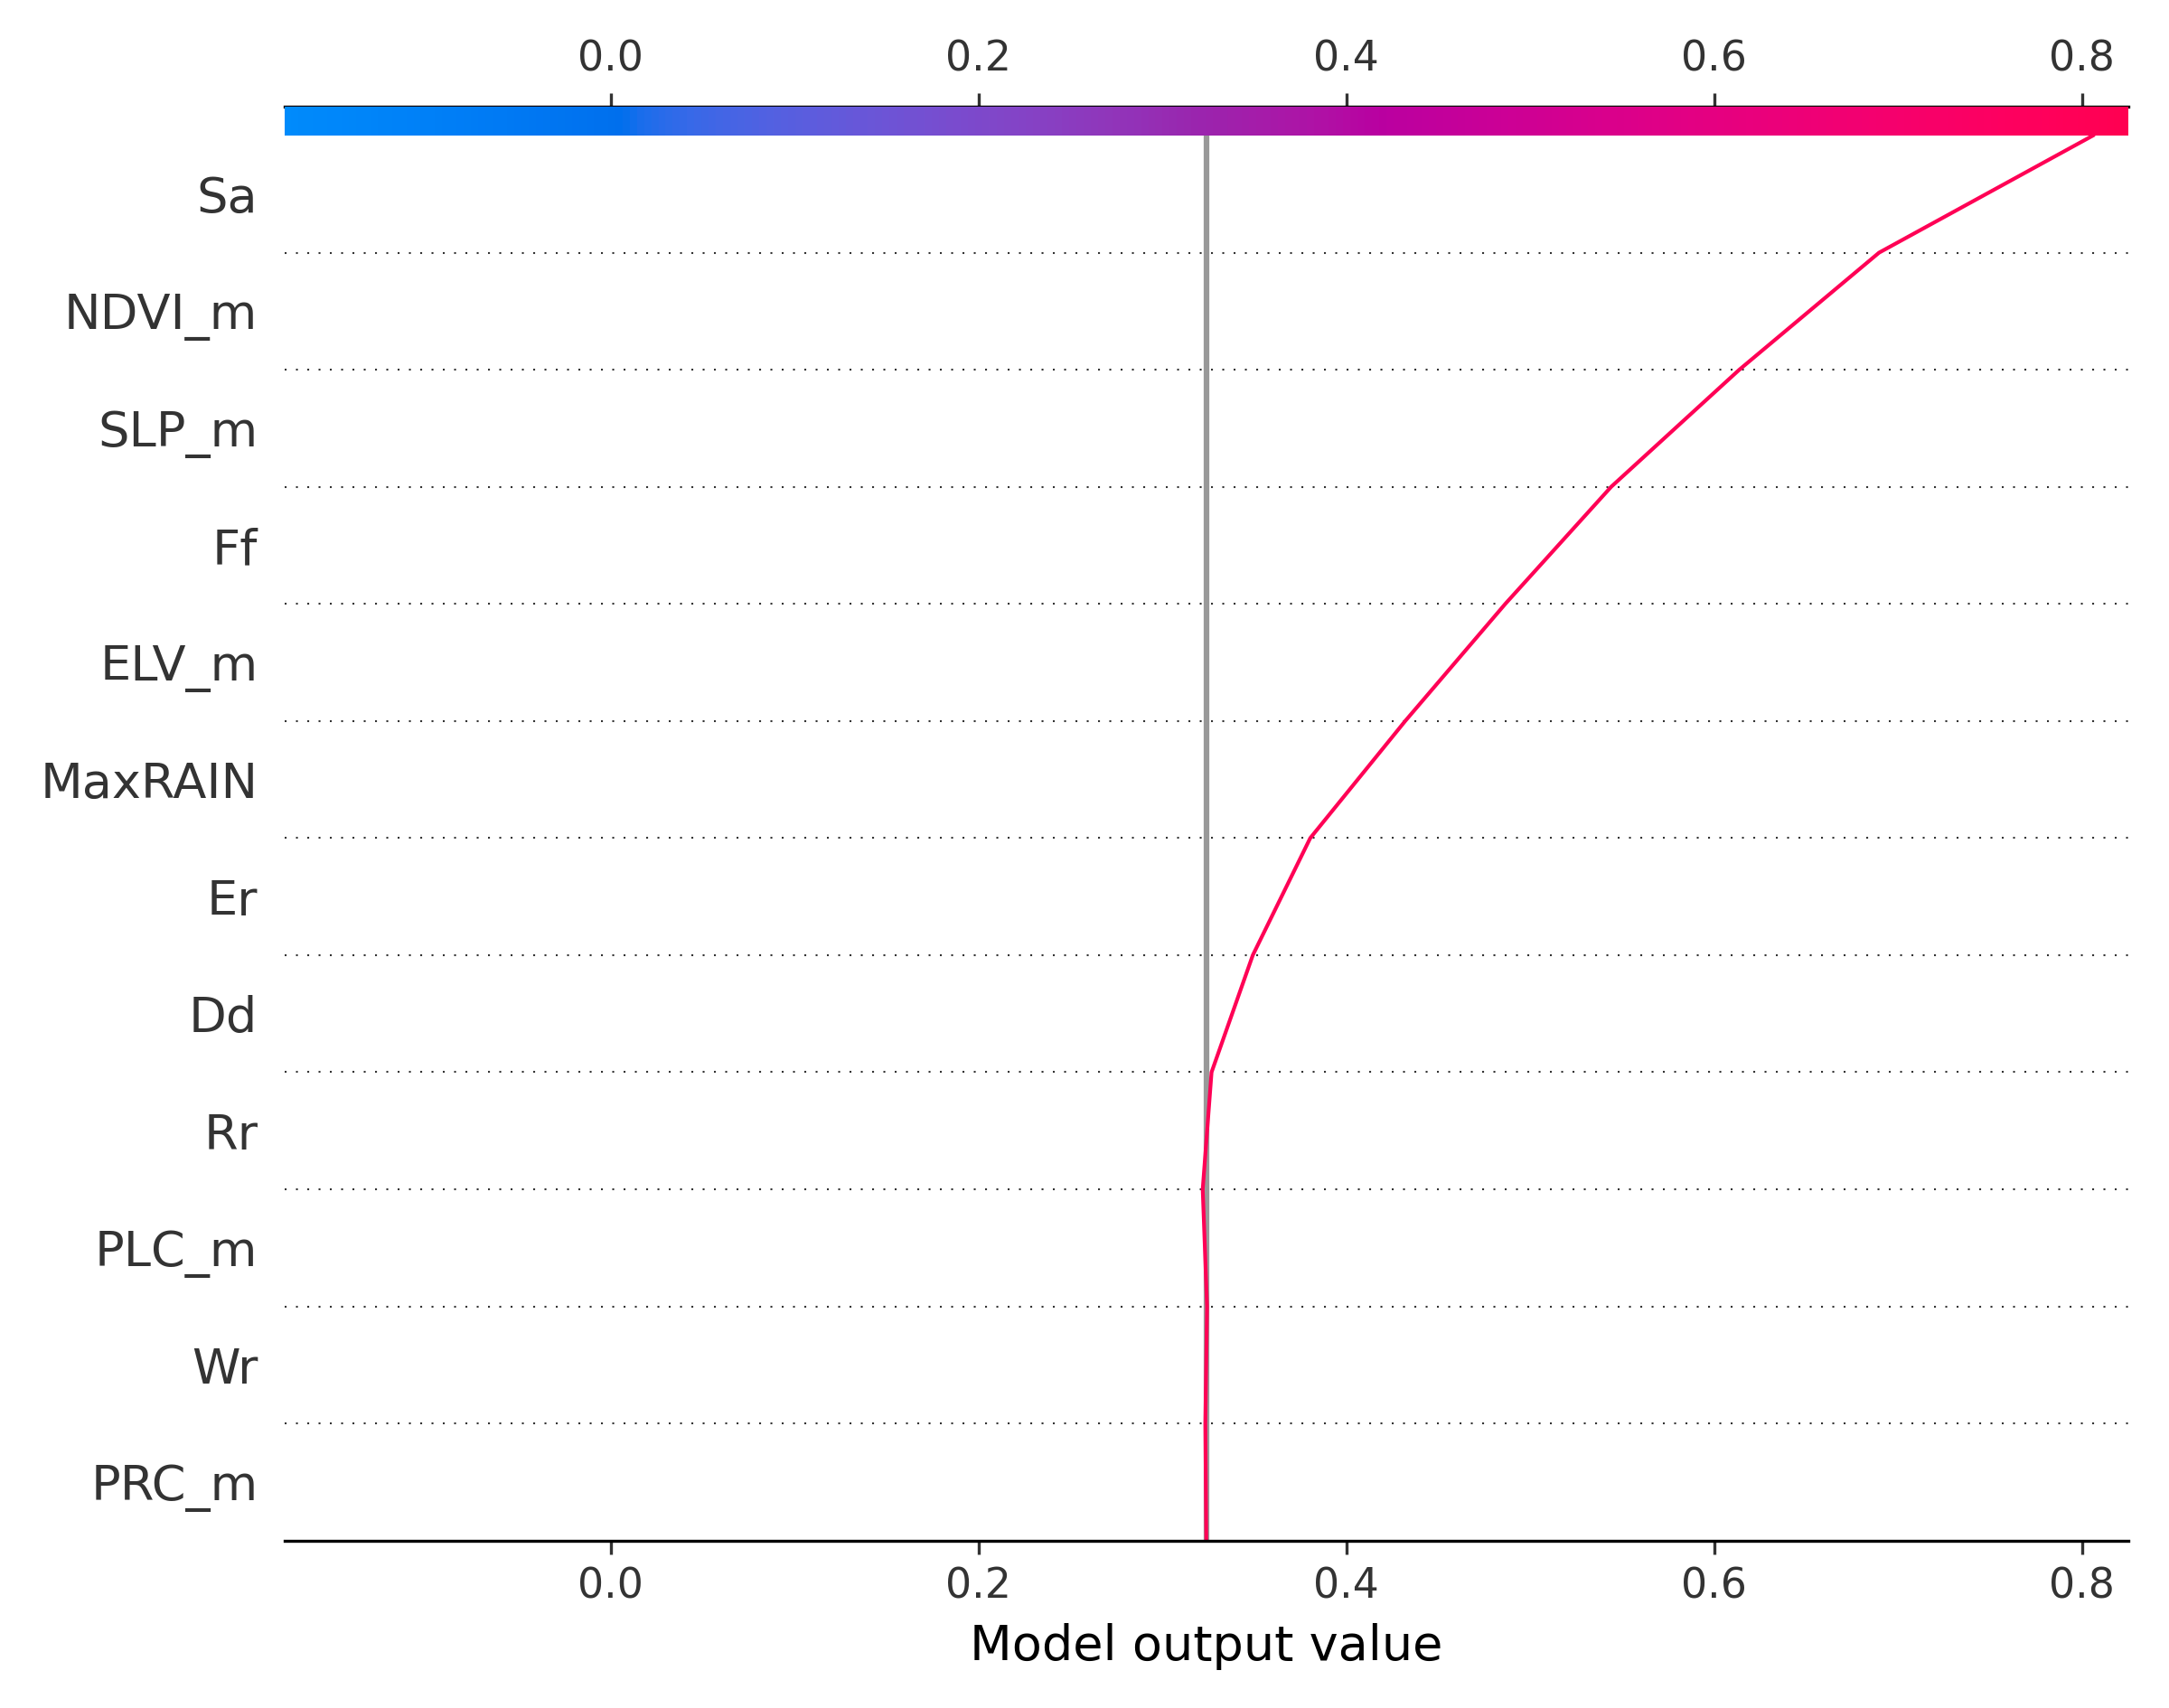 0.0 0.2 0.4 0.6 0.8
Sa
NDVI_m
SLP_m
Ff
ELV_m
MaxRAIN
Er
Dd
Rr
PLC_m
Wr
PRC_m
0.0 0.2 0.4 0.6 0.8
Model output value